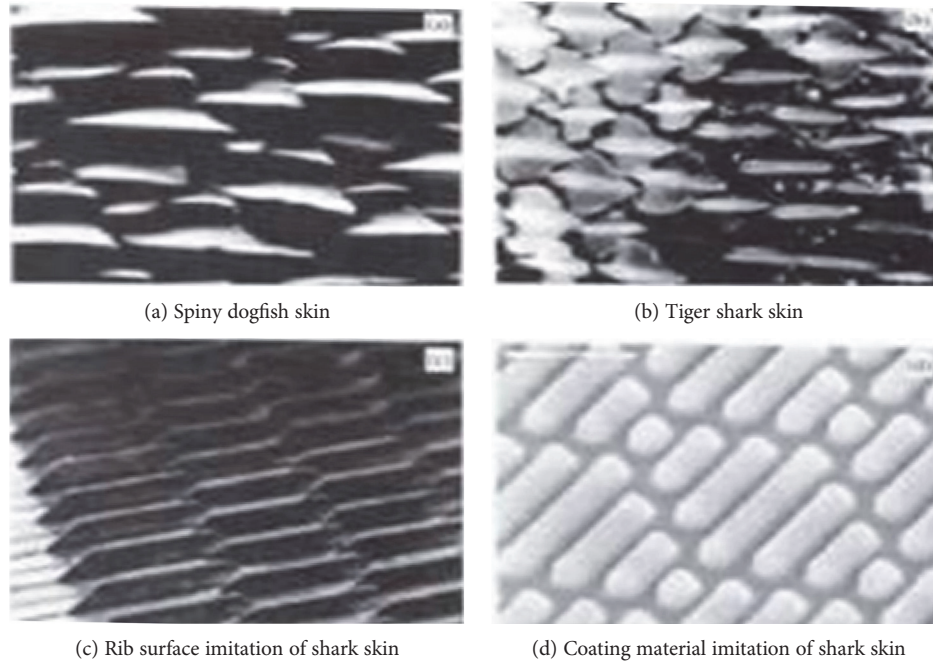 (a) Spiny dogfish skin
(b) Tiger shark skin
(c) Rib surface imitation of shark skin
(d) Coating material imitation of shark skin